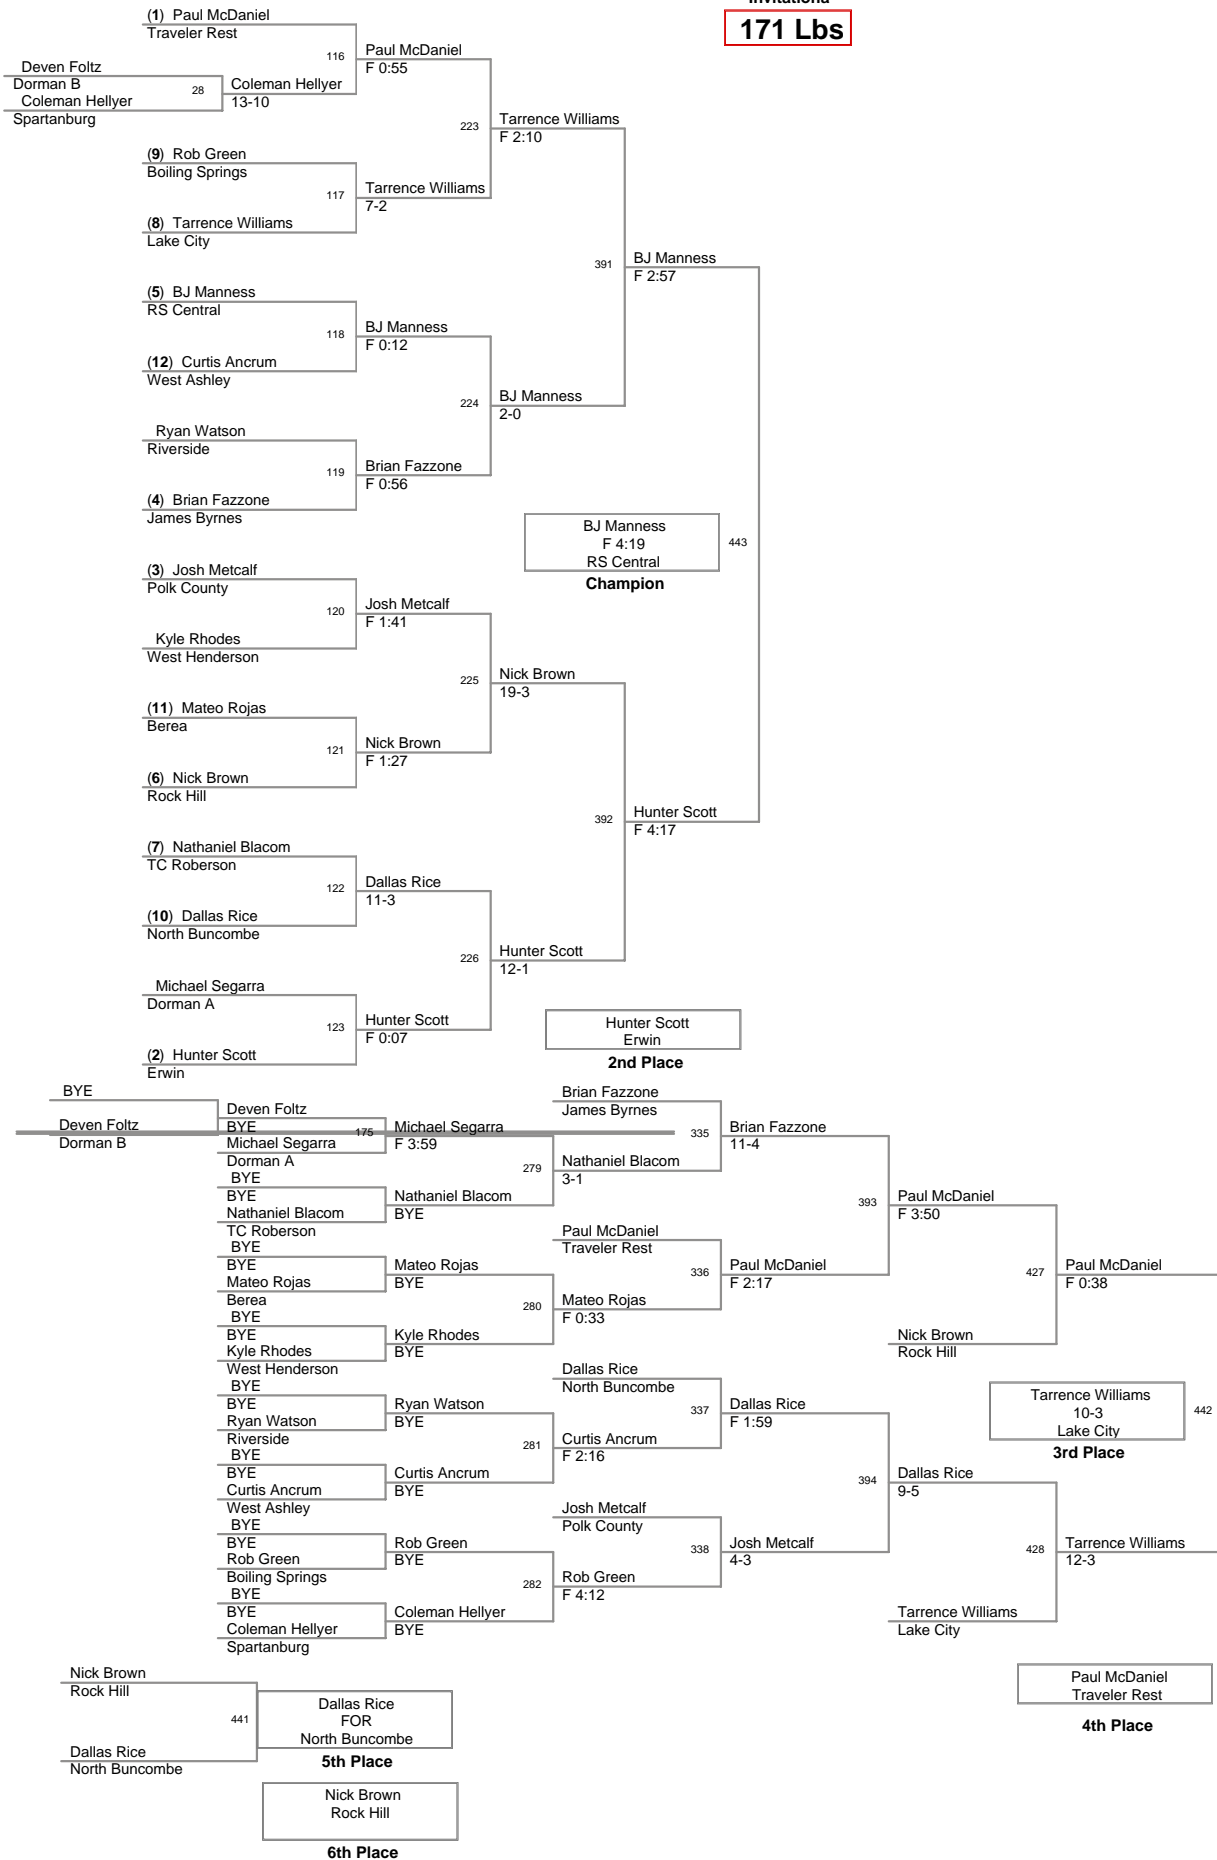 Invitational
171 Lbs
(1) Paul McDaniel
Traveler Rest
116
Paul McDaniel
F 0:55
Deven Foltz
Dorman B
28
Coleman Hellyer
13-10
Coleman Hellyer
Spartanburg
223
Tarrence Williams
F 2:10
(9) Rob Green
Boiling Springs
117
Tarrence Williams
7-2
(8) Tarrence Williams
Lake City
391
BJ Manness
F 2:57
(5) BJ Manness
RS Central
118
BJ Manness
F 0:12
(12) Curtis Ancrum
West Ashley
224
BJ Manness
2-0
Ryan Watson
Riverside
119
Brian Fazzone
F 0:56
(4) Brian Fazzone
James Byrnes
BJ Manness
F 4:19
RS Central
443
Champion
(3) Josh Metcalf
Polk County
120
Josh Metcalf
F 1:41
Kyle Rhodes
West Henderson
225
Nick Brown
19-3
(11) Mateo Rojas
Berea
121
Nick Brown
F 1:27
(6) Nick Brown
Rock Hill
392
Hunter Scott
F 4:17
(7) Nathaniel Blacom
TC Roberson
122
Dallas Rice
11-3
(10) Dallas Rice
North Buncombe
226
Hunter Scott
12-1
Michael Segarra
Dorman A
123
Hunter Scott
F 0:07
(2) Hunter Scott
Erwin
Hunter Scott
Erwin
2nd Place
BYE
Deven Foltz
Dorman B
Deven Foltz
BYE
175
Michael Segarra
F 3:59
Michael Segarra
Dorman A
279
Nathaniel Blacom
3-1
BYE
BYE
Nathaniel Blacom
BYE
Nathaniel Blacom
TC Roberson
Brian Fazzone
James Byrnes
335
Brian Fazzone
11-4
393
Paul McDaniel
F 3:50
BYE
BYE
Mateo Rojas
BYE
Mateo Rojas
Berea
280
Mateo Rojas
F 0:33
BYE
BYE
Kyle Rhodes
BYE
Kyle Rhodes
West Henderson
Paul McDaniel
Traveler Rest
336
Paul McDaniel
F 2:17
427
Paul McDaniel
F 0:38
Nick Brown
Rock Hill
BYE
BYE
Ryan Watson
BYE
Ryan Watson
Riverside
281
Curtis Ancrum
F 2:16
BYE
BYE
Curtis Ancrum
BYE
Curtis Ancrum
West Ashley
Dallas Rice
North Buncombe
337
Dallas Rice
F 1:59
394
Dallas Rice
9-5
Tarrence Williams
10-3
Lake City
442
3rd Place
BYE
BYE
Rob Green
BYE
Rob Green
Boiling Springs
282
Rob Green
F 4:12
BYE
BYE
Coleman Hellyer
BYE
Coleman Hellyer
Spartanburg
Josh Metcalf
Polk County
338
Josh Metcalf
4-3
428
Tarrence Williams
12-3
Tarrence Williams
Lake City
Nick Brown
Rock Hill
441
Dallas Rice
FOR
North Buncombe
5th Place
Dallas Rice
North Buncombe
Paul McDaniel
Traveler Rest
4th Place
Nick Brown
Rock Hill
6th Place